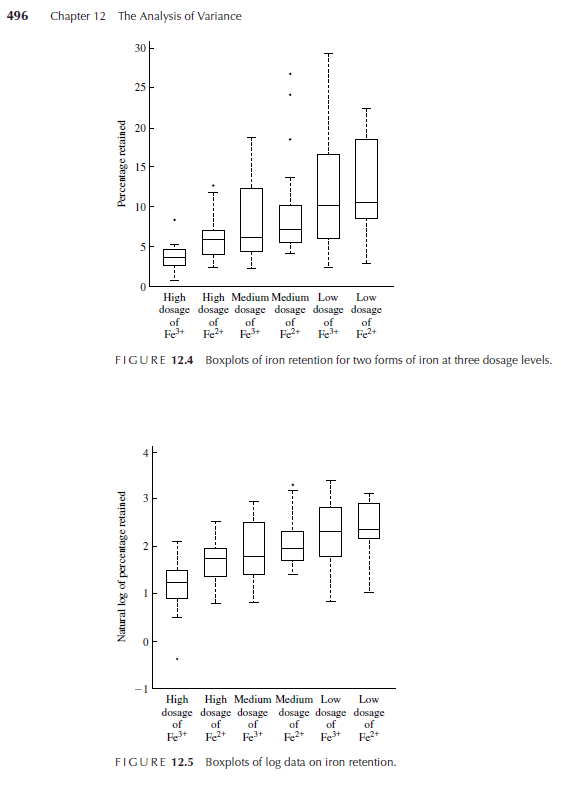 496 Chapter 12 The Analysis of Variance
30
25
20
15
10
5
0
Percentage retained
High High Medium Medium Low Low
dosage dosage dosage dosage dosage dosage
of of of of of of
Fe³⁺ Fe²⁺ Fe³⁺ Fe²⁺ Fe³⁺ Fe²⁺
FIGURE 12.4 Boxplots of iron retention for two forms of iron at three dosage levels.
4
3
2
1
0
−1
Natural log of percentage retained
High High Medium Medium Low Low
dosage dosage dosage dosage dosage dosage
of of of of of of
Fe³⁺ Fe²⁺ Fe³⁺ Fe²⁺ Fe³⁺ Fe²⁺
FIGURE 12.5 Boxplots of log data on iron retention.